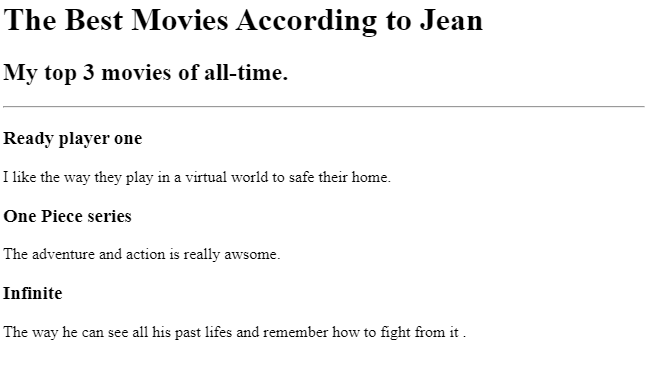 The Best Movies According to Jean
My top 3 movies of all-time.
Ready player one
I like the way they play in a virtual world to safe their home.
One Piece series
The adventure and action is really awsome.
Infinite
The way he can see all his past lifes and remember how to fight from it .